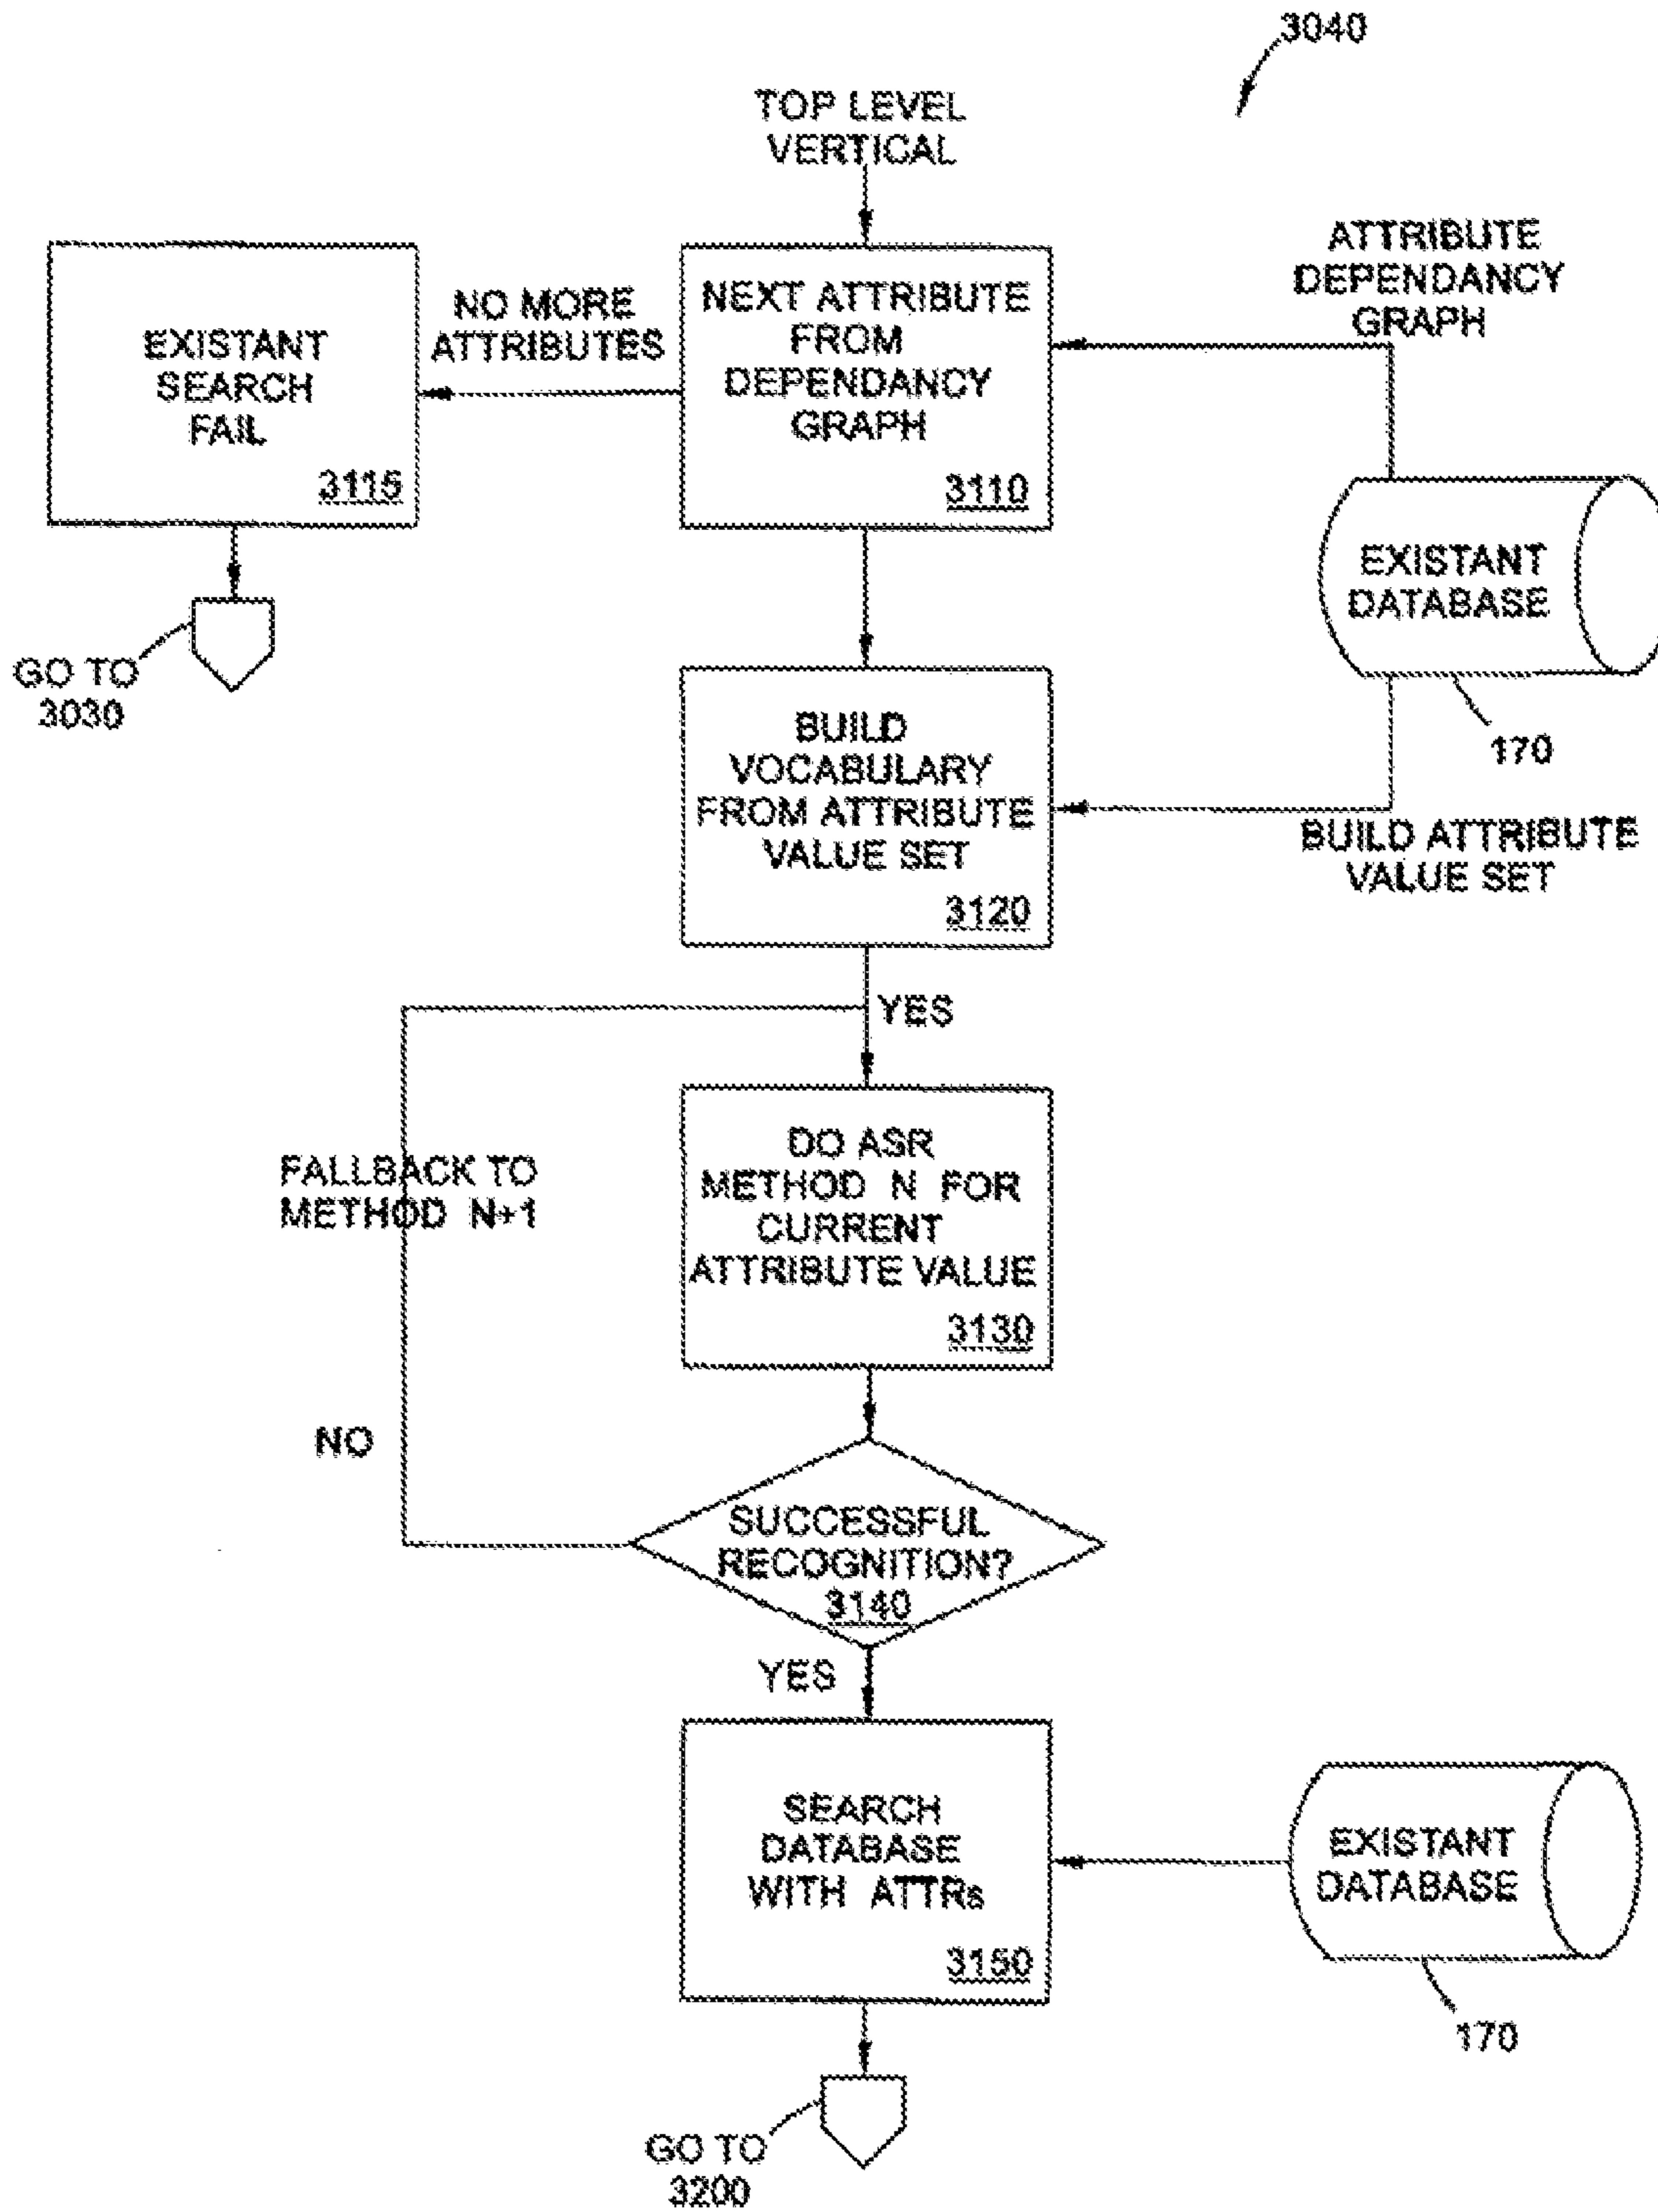 3040
TOP LEVEL
VERTICAL
ATTRIBUTE
DEPENDANCY
GRAPH
NO MORE
ATTRIBUTES
NEXT ATTRIBUTE
FROM
DEPENDANCY
GRAPH
3110
EXISTANT
SEARCH
FAIL
3115
EXISTANT
DATABASE
170
GO TO
3030
BUILD
VOCABULARY
FROM ATTRIBUTE
VALUE SET
3120
BUILD ATTRIBUTE
VALUE SET
YES
FALLBACK TO
METHOD N+1
DO ASR
METHOD N FOR
CURRENT
ATTRIBUTE VALUE
3130
NO
SUCCESSFUL
RECOGNITION?
3140
YES
SEARCH
DATABASE
WITH ATTRs
3150
EXISTANT
DATABASE
170
GO TO
3200